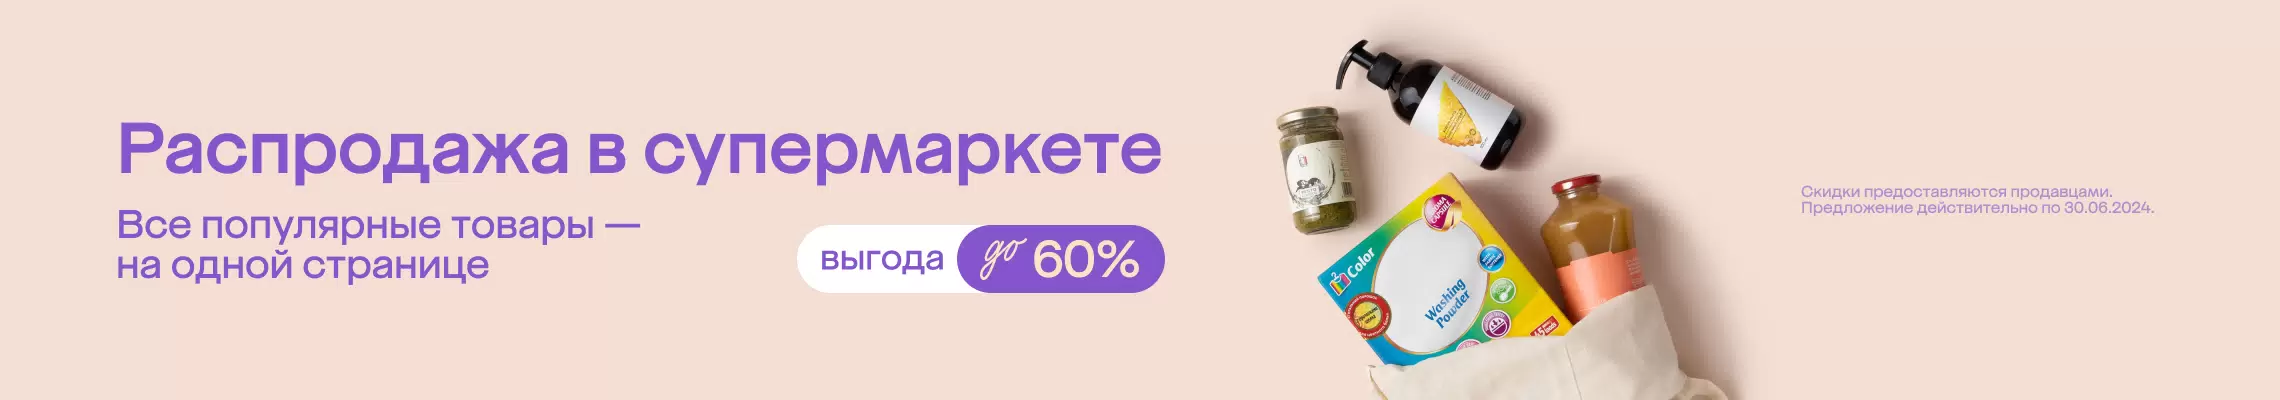 Распродажа в супермаркете
Все популярные товары —
на одной странице
выгода до 60%
Color
Washing
Powder
Скидки предоставляются продавцами.
Предложение действительно по 30.06.2024.